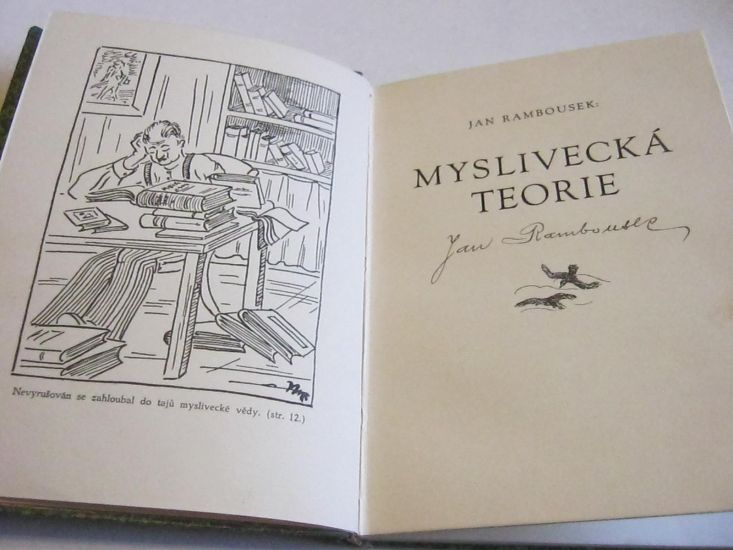 Nevyrušován se zahloubal do tajů myslivecké vědy. (str. 12.)
JAN RAMBOUSEK:
MYSLIVECKÁ
TEORIE
Jan Rambousek